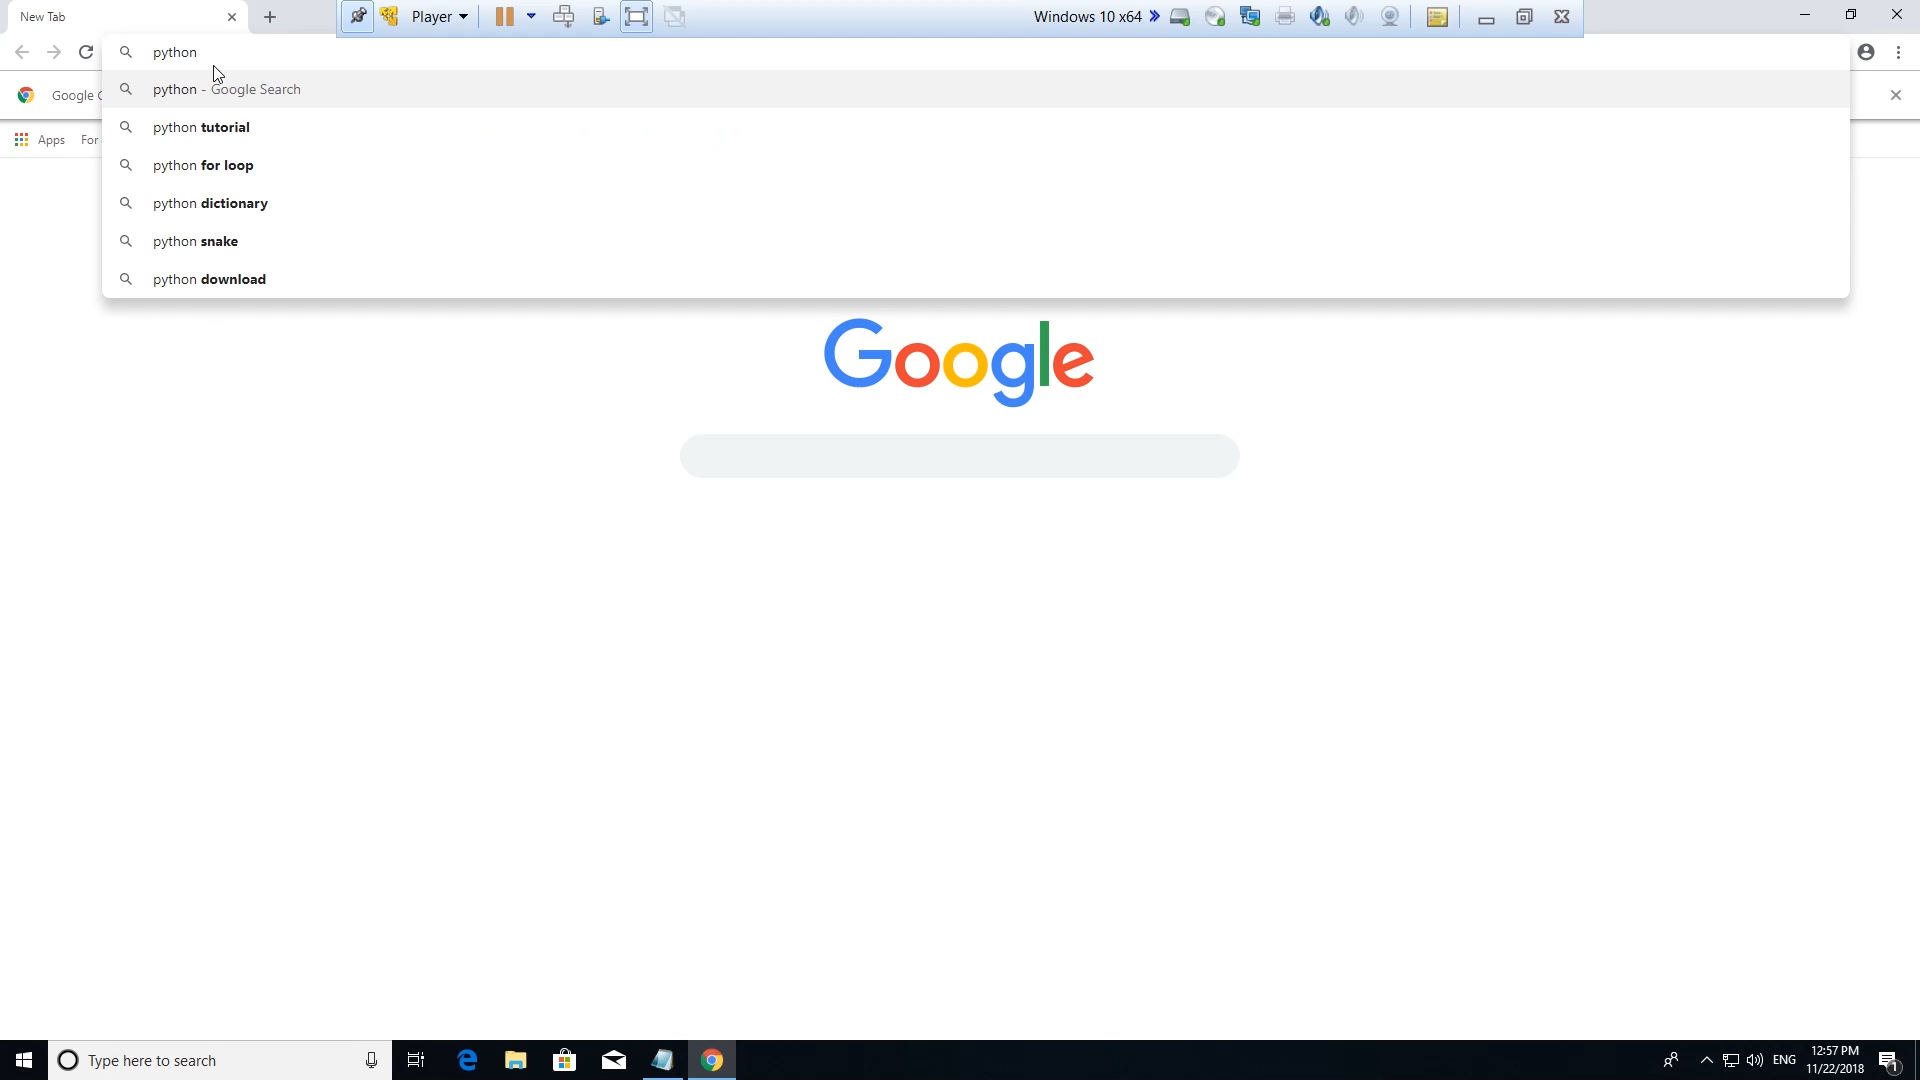 New Tab
Player
Windows 10 x64
python
python - Google Search
Google C
python tutorial
Apps For
python for loop
python dictionary
python snake
python download
Google
Type here to search
ENG
12:57 PM
11/22/2018
1